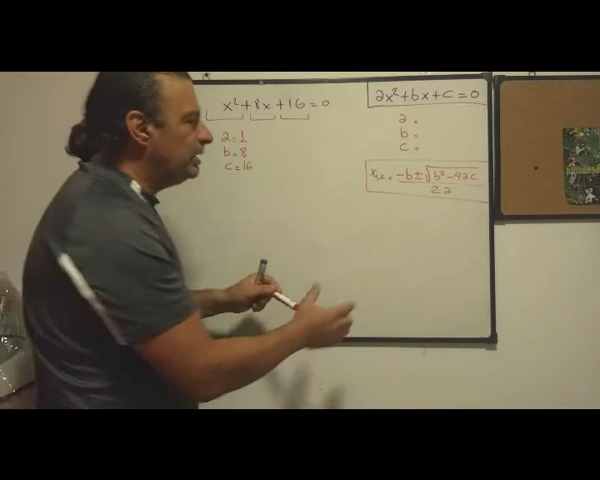 x²+8x+16=0
a=1
b=8
c=16
ax²+bx+c=0
a=
b=
c=
x₁,₂=-b±√b²-4ac
2a